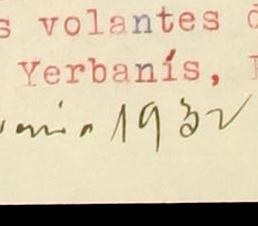 s volantes d
Yerbanís,
1932